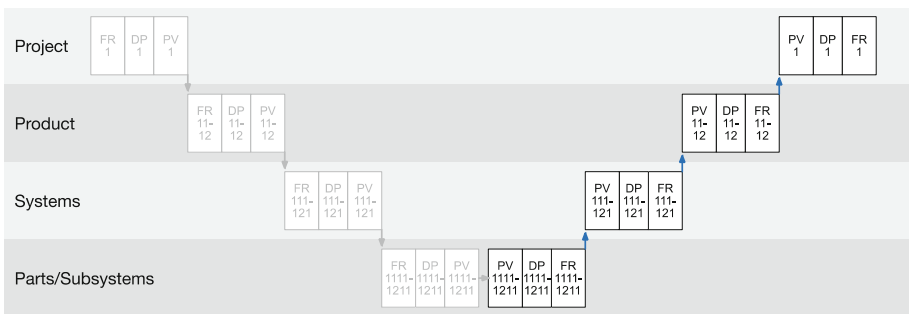 Project
FR DP PV
1 1 1
PV DP FR
1 1 1
Product
FR DP PV
11- 11- 11-
12 12 12
PV DP FR
11- 11- 11-
12 12 12
Systems
FR DP PV
111- 111- 111-
121 121 121
PV DP FR
111- 111- 111-
121 121 121
Parts/Subsystems
FR DP PV
1111- 1111- 1111-
1211 1211 1211
PV DP FR
1111- 1111- 1111-
1211 1211 1211